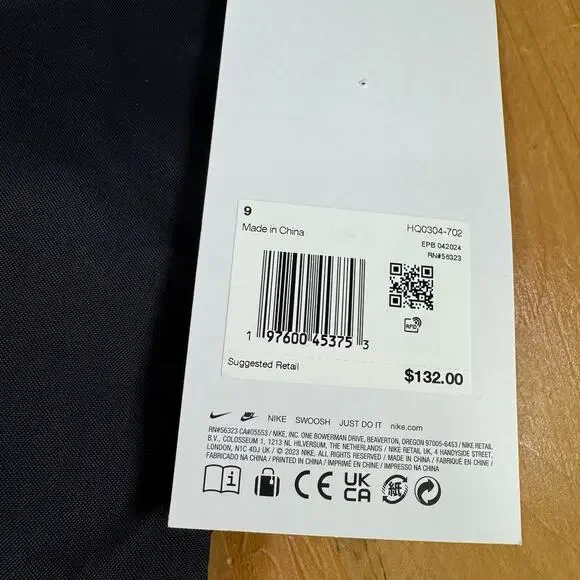 9
Made in China
HQ0304-702
EPB 042024
RN#56323
RFID
1 97600 45375 3
Suggested Retail
$132.00
NIKE SWOOSH JUST DO IT nike.com
RN#56323 CA#05553 / NIKE, INC. ONE BOWERMAN DRIVE, BEAVERTON, OREGON 97005-6453 / NIKE RETAIL
B.V., COLOSSEUM 1, 1213 NL HILVERSUM, THE NETHERLANDS / NIKE RETAIL UK, 4 HANDYSIDE STREET,
LONDON, N1C 4DJ UK / © 2023 NIKE, ALL RIGHTS RESERVED / MADE IN CHINA / FABRIQUÉ EN CHINE /
FABRICADO NA CHINA / PRINTED IN CHINA / IMPRIMÉ EN CHINE / IMPRESSO NA CHINA
i CE UK CA 紙